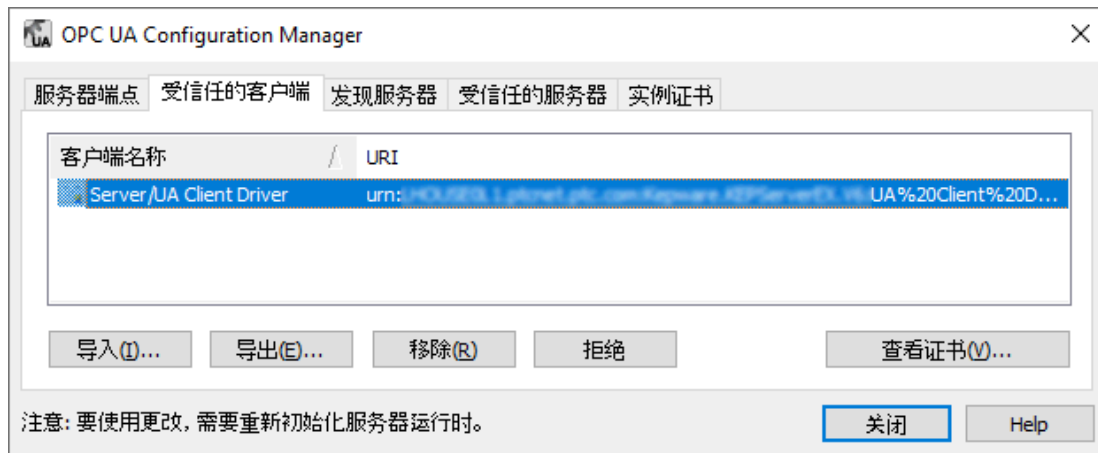 OPC UA Configuration Manager
服务器端点 受信任的客户端 发现服务器 受信任的服务器 实例证书
客户端名称 URI
Server/UA Client Driver urn: UA%20Client%20D...
导入(I)... 导出(E)... 移除(R) 拒绝 查看证书(V)...
注意: 要使用更改, 需要重新初始化服务器运行时。 关闭 Help